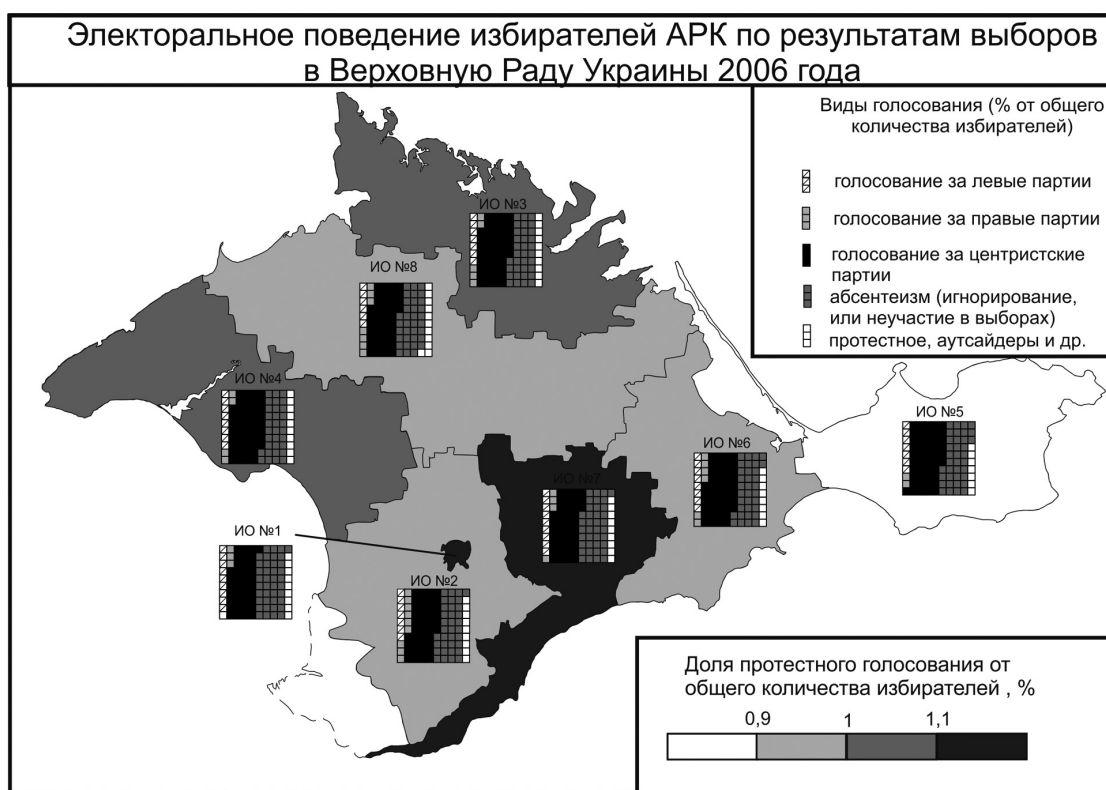 Электоральное поведение избирателей АРК по результатам выборов
в Верховную Раду Украины 2006 года
Виды голосования (% от общего
количества избирателей)
голосование за левые партии
голосование за правые партии
голосование за центристские
партии
абсентеизм (игнорирование,
или неучастие в выборах)
протестное, аутсайдеры и др.
ИО №3
ИО №8
ИО №4
ИО №5
ИО №6
ИО №7
ИО №1
ИО №2
Доля протестного голосования от
общего количества избирателей , %
0,9 1 1,1